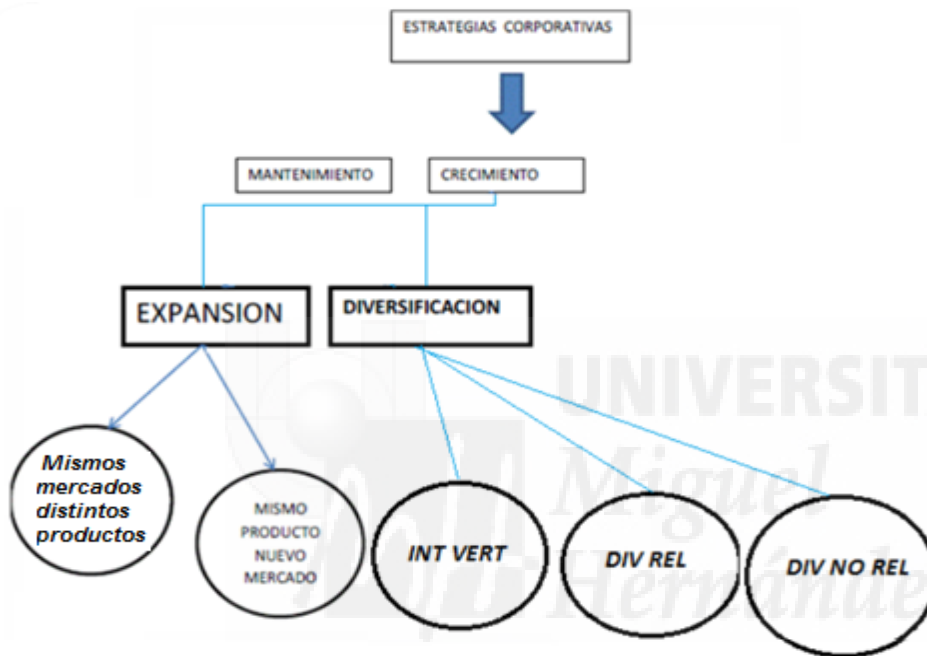 ESTRATEGIAS CORPORATIVAS
MANTENIMIENTO
CRECIMIENTO
EXPANSION
DIVERSIFICACION
Mismos
mercados
distintos
productos
MISMO
PRODUCTO
NUEVO
MERCADO
INT VERT
DIV REL
DIV NO REL
UNIVERSIT
Miguel
Hernánde